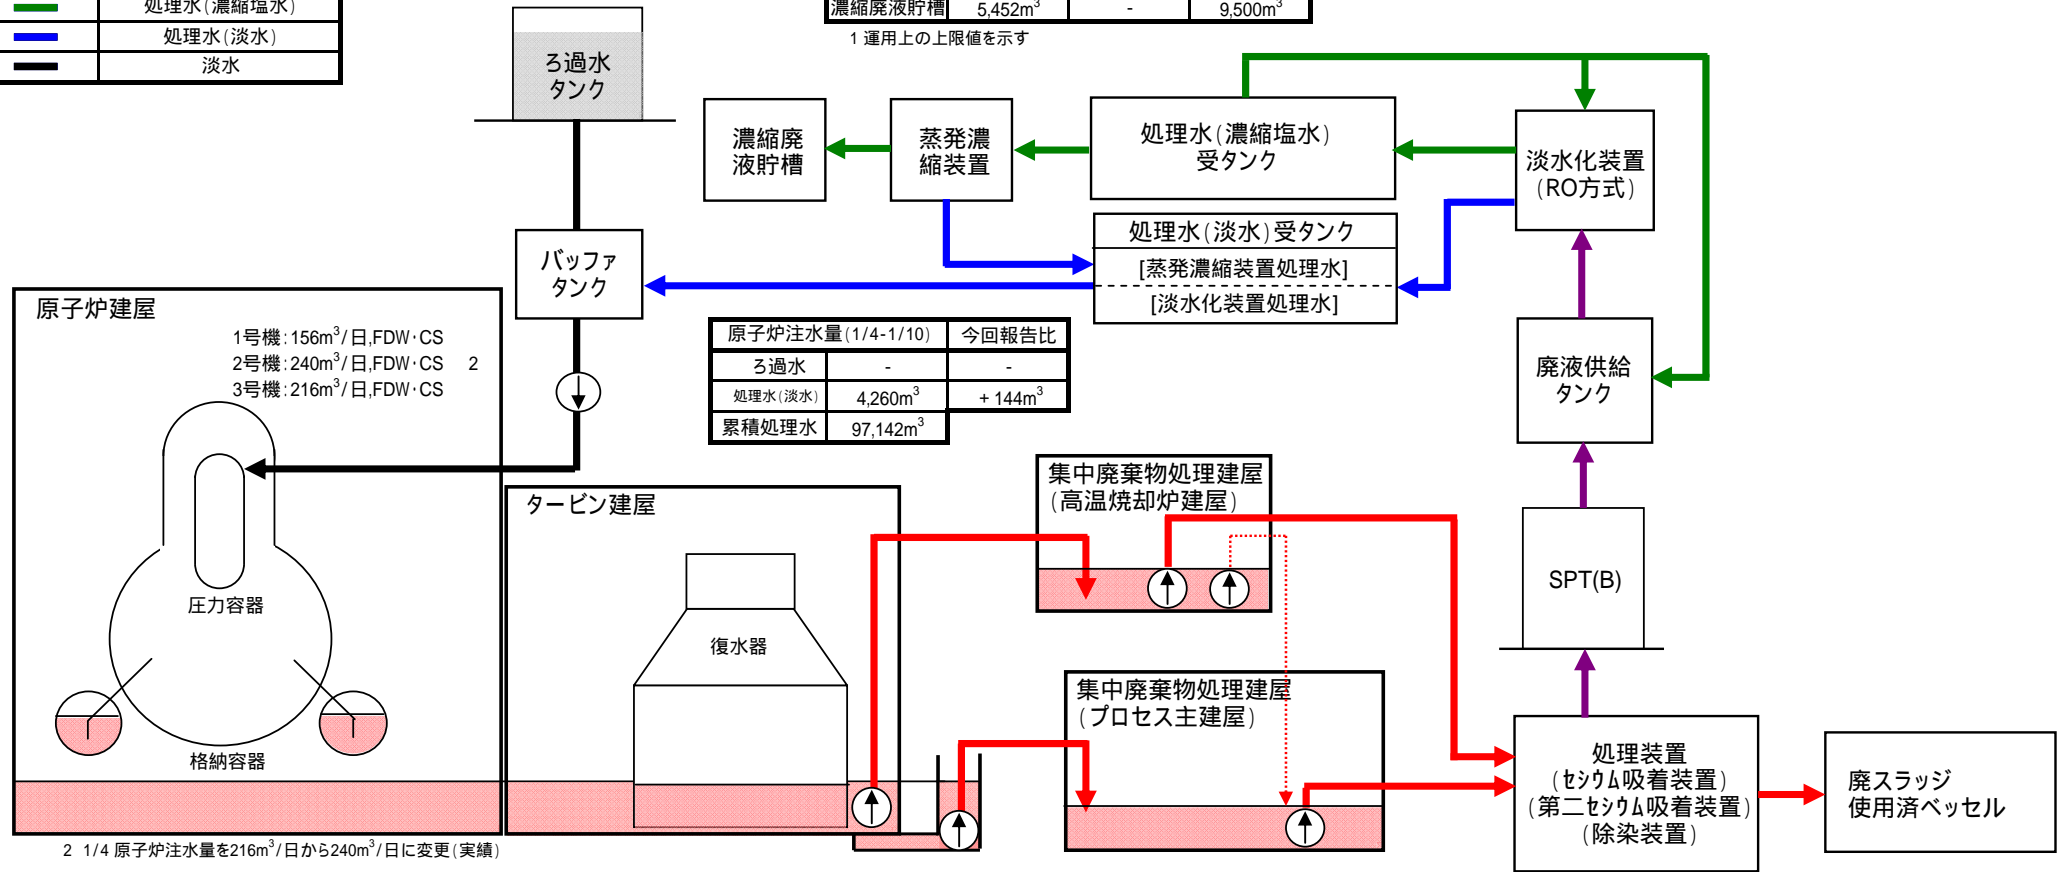 処理水(濃縮塩水)
処理水(淡水)
淡水
濃縮廃液貯槽 5,452m³ - 9,500m³
1 運用上の上限値を示す
ろ過水
タンク
濃縮廃
液貯槽
蒸発濃
縮装置
処理水(濃縮塩水)
受タンク
淡水化装置
(RO方式)
処理水(淡水)受タンク
[蒸発濃縮装置処理水]
[淡水化装置処理水]
バッファ
タンク
原子炉建屋
1号機:156m³/日,FDW・CS
2号機:240m³/日,FDW・CS 2
3号機:216m³/日,FDW・CS
原子炉注水量(1/4-1/10) 今回報告比
ろ過水 - -
処理水(淡水) 4,260m³ + 144m³
累積処理水 97,142m³
廃液供給
タンク
集中廃棄物処理建屋
(高温焼却炉建屋)
タービン建屋
SPT(B)
圧力容器
復水器
集中廃棄物処理建屋
(プロセス主建屋)
格納容器
処理装置
(セシウム吸着装置)
(第二セシウム吸着装置)
(除染装置)
廃スラッジ
使用済ベッセル
2 1/4 原子炉注水量を216m³/日から240m³/日に変更(実績)